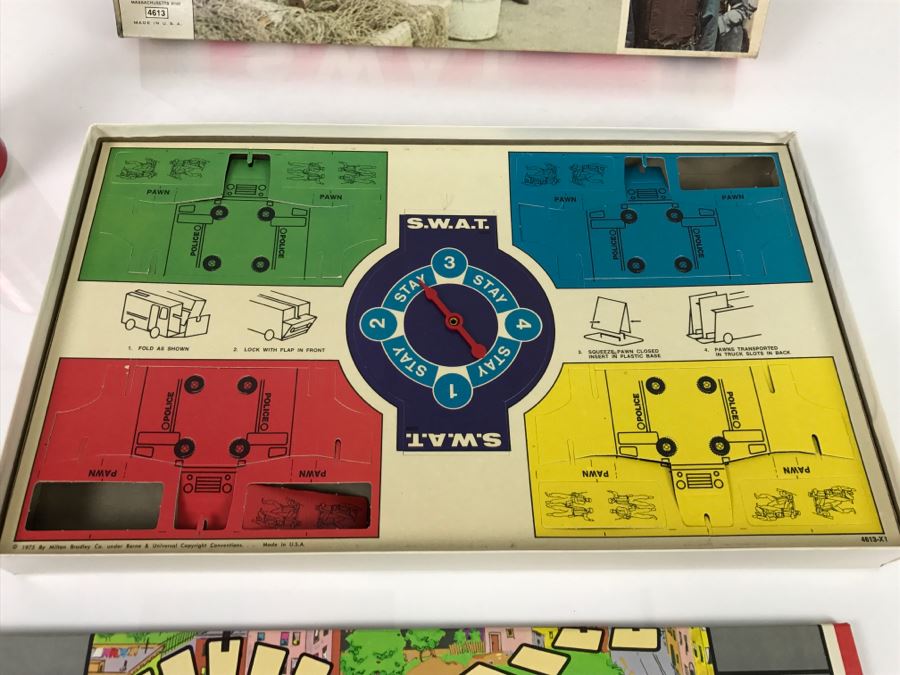 4613
MADE IN U.S.A.
PAWN
PAWN
POLICE
POLICE
PAWN
PAWN
POLICE
POLICE
S.W.A.T.
3
STAY
STAY
2
4
STAY
STAY
1
S.W.A.T.
1. FOLD AS SHOWN
2. LOCK WITH FLAP IN FRONT
3. SQUEEZE PAWN CLOSED
INSERT IN PLASTIC BASE
4. PAWNS TRANSPORTED
IN TRUCK SLOTS IN BACK
POLICE
POLICE
PAWN
PAWN
POLICE
POLICE
PAWN
PAWN
© 1975 By Milton Bradley Co. under Berne & Universal Copyright Conventions. . . Made in U.S.A.
4613-X1